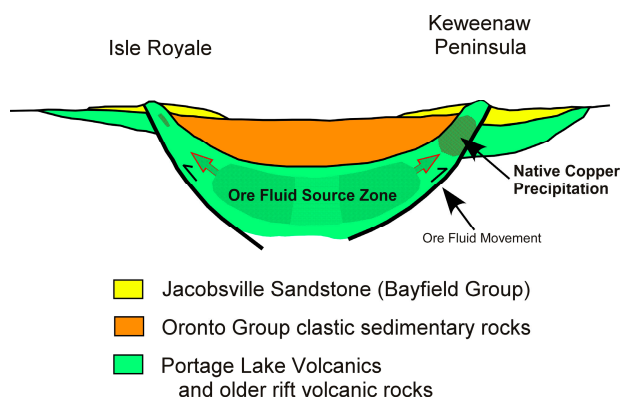 Isle Royale
Keweenaw
Peninsula
Native Copper
Precipitation
Ore Fluid Source Zone
Ore Fluid Movement
Jacobsville Sandstone (Bayfield Group)
Oronto Group clastic sedimentary rocks
Portage Lake Volcanics
and older rift volcanic rocks